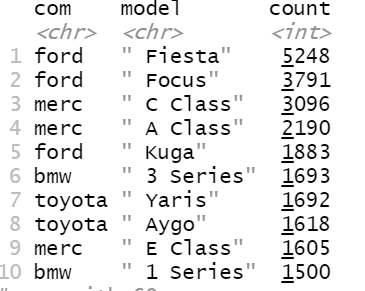 com model count
<chr> <chr> <int>
1 ford " Fiesta" 5248
2 ford " Focus" 3791
3 merc " C Class" 3096
4 merc " A Class" 2190
5 ford " Kuga" 1883
6 bmw " 3 Series" 1693
7 toyota " Yaris" 1692
8 toyota " Aygo" 1618
9 merc " E Class" 1605
10 bmw " 1 Series" 1500